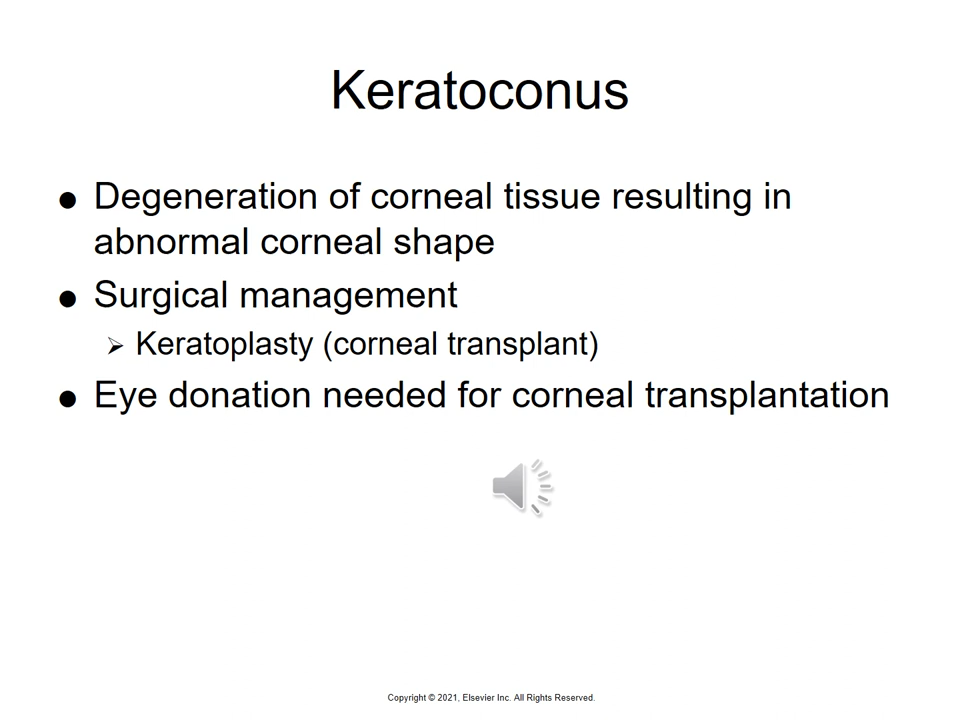 Keratoconus
● Degeneration of corneal tissue resulting in
abnormal corneal shape
● Surgical management
➢ Keratoplasty (corneal transplant)
● Eye donation needed for corneal transplantation
Copyright © 2021, Elsevier Inc. All Rights Reserved.